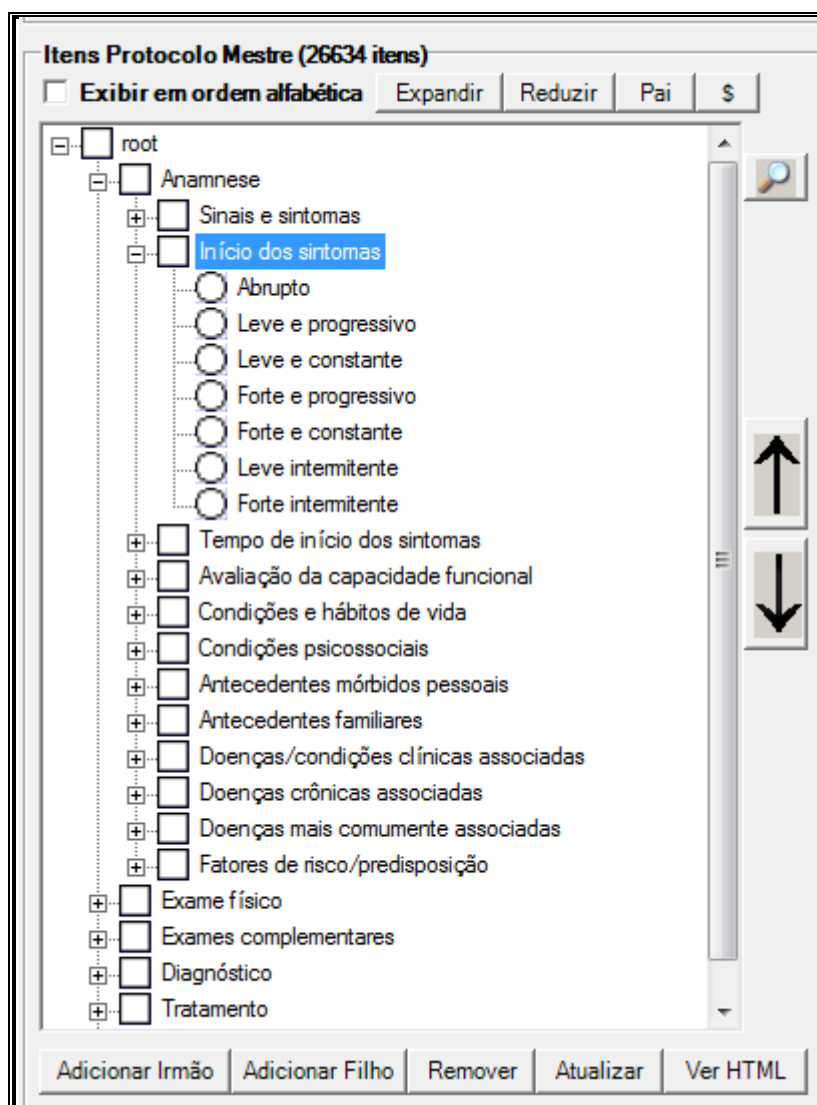 Itens Protocolo Mestre (26634 itens)
Exibir em ordem alfabética Expandir Reduzir Pai $
root
Anamnese
Sinais e sintomas
Início dos sintomas
Abrupto
Leve e progressivo
Leve e constante
Forte e progressivo
Forte e constante
Leve intermitente
Forte intermitente
Tempo de início dos sintomas
Avaliação da capacidade funcional
Condições e hábitos de vida
Condições psicossociais
Antecedentes mórbidos pessoais
Antecedentes familiares
Doenças/condições clínicas associadas
Doenças crônicas associadas
Doenças mais comumente associadas
Fatores de risco/predisposição
Exame físico
Exames complementares
Diagnóstico
Tratamento
Adicionar Irmão Adicionar Filho Remover Atualizar Ver HTML